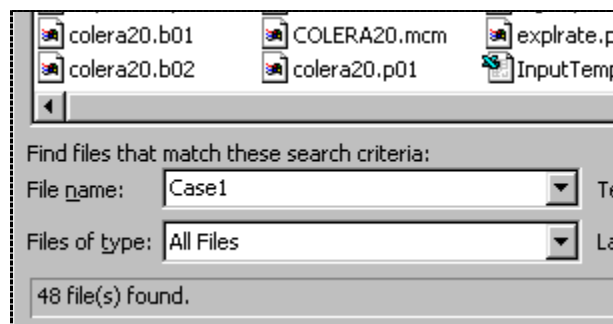 colera20.b01 COLERA20.mcm explrate.p
colera20.b02 colera20.p01 InputTemp
Find files that match these search criteria:
File name: Case1
Files of type: All Files
48 file(s) found.